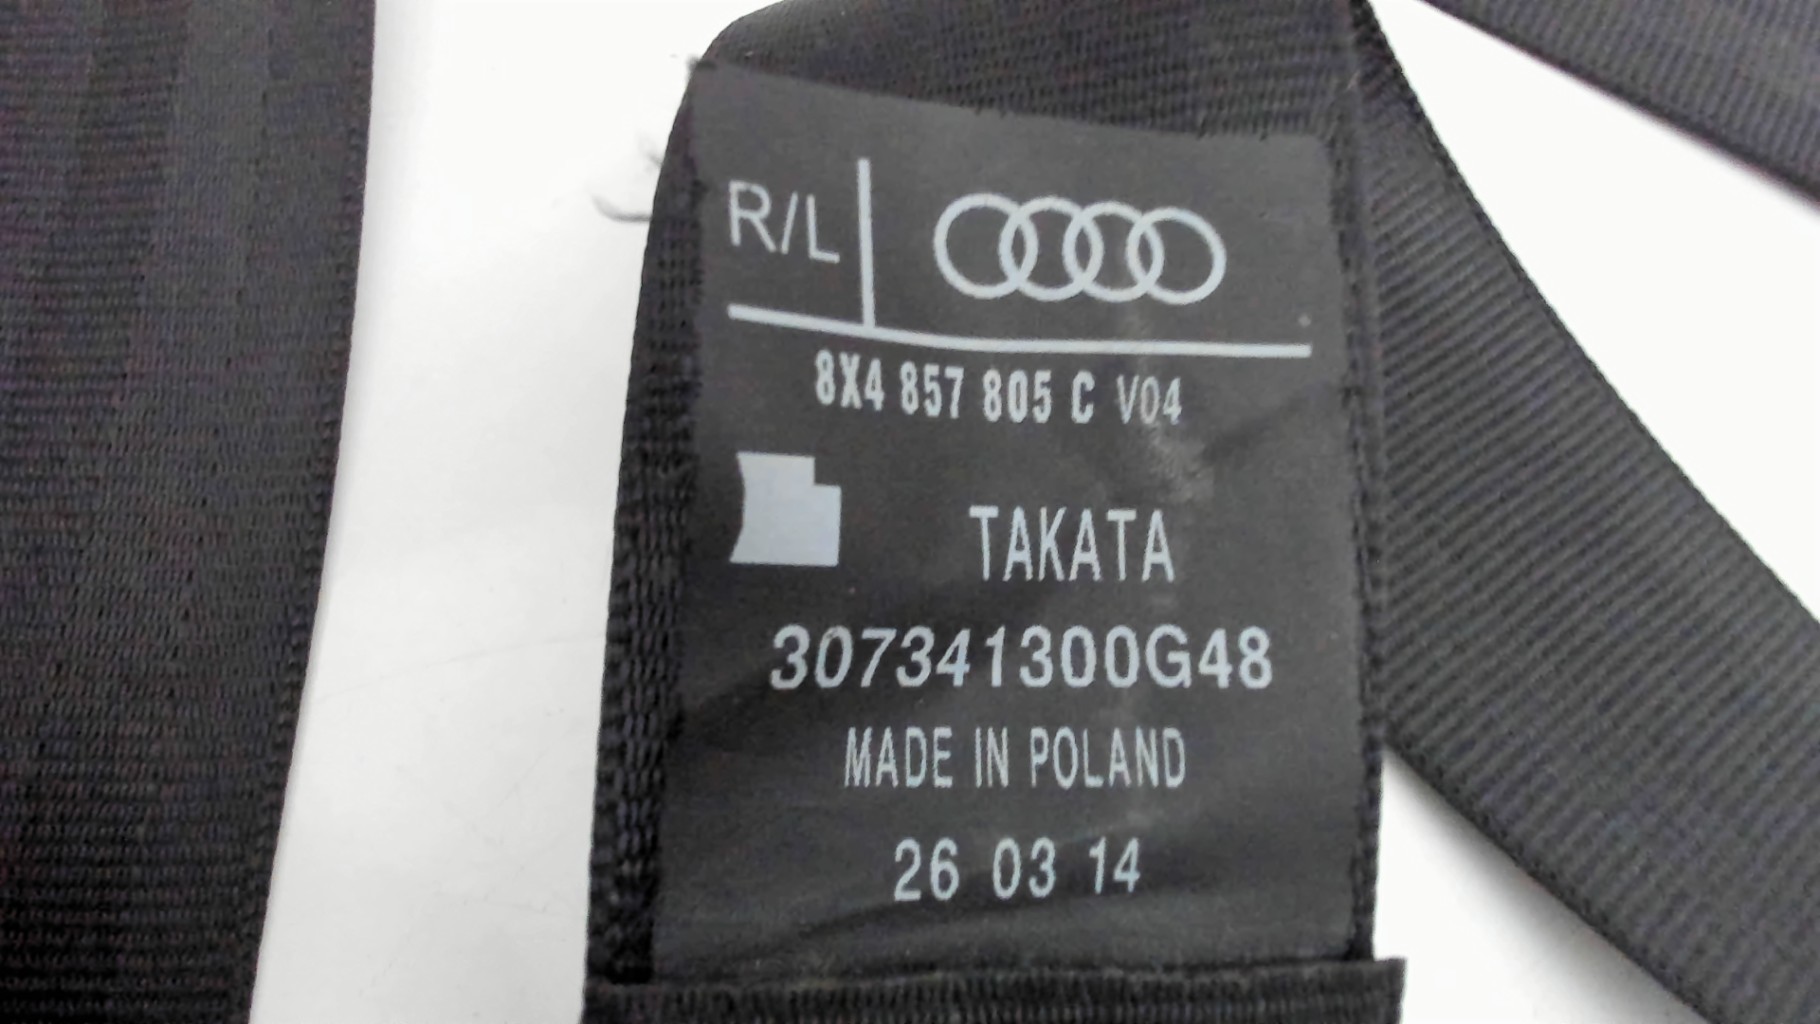 R/L
8X4 857 805 C V04
TAKATA
307341300G48
MADE IN POLAND
26 03 14